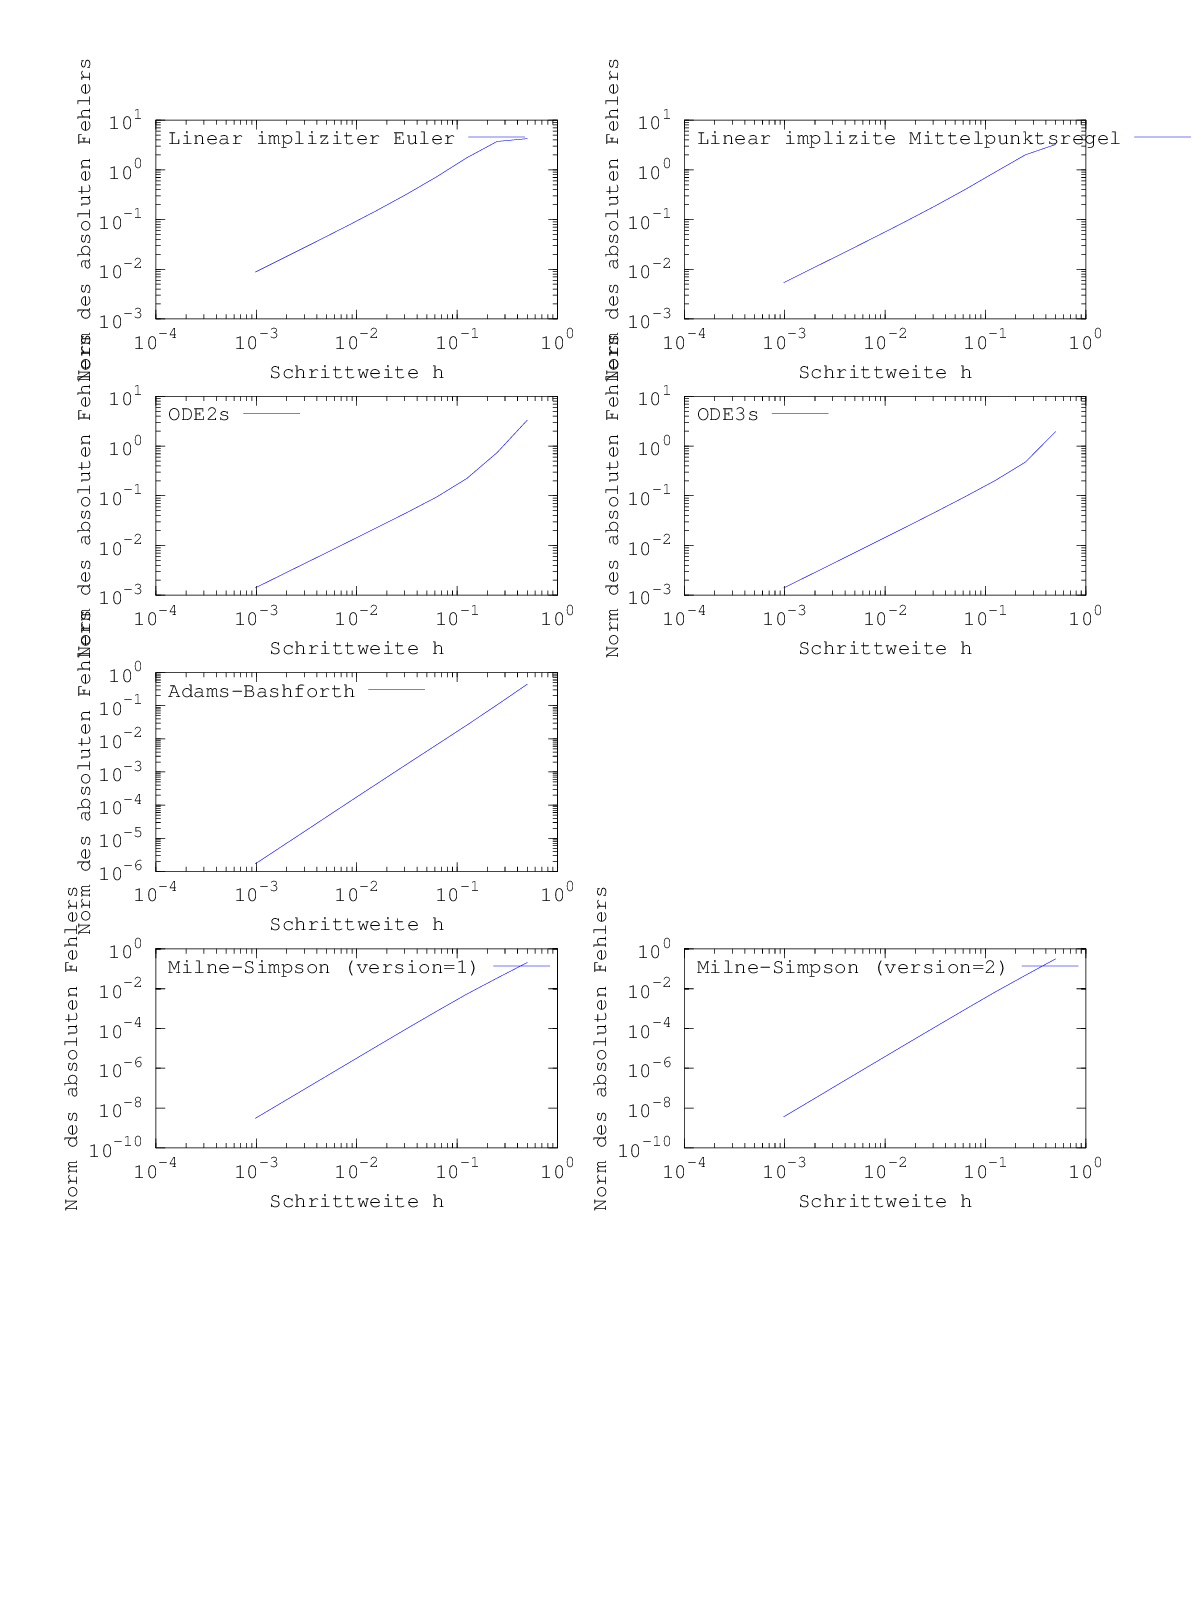 Norm des absoluten Fehlers
10^1
10^0
10^-1
10^-2
10^-3
Linear impliziter Euler
10^-4 10^-3 10^-2 10^-1 10^0
Schrittweite h
Norm des absoluten Fehlers
10^1
10^0
10^-1
10^-2
10^-3
Linear implizite Mittelpunktsregel
10^-4 10^-3 10^-2 10^-1 10^0
Schrittweite h
Norm des absoluten Fehlers
10^1
10^0
10^-1
10^-2
10^-3
ODE2s
10^-4 10^-3 10^-2 10^-1 10^0
Schrittweite h
Norm des absoluten Fehlers
10^1
10^0
10^-1
10^-2
10^-3
ODE3s
10^-4 10^-3 10^-2 10^-1 10^0
Schrittweite h
Norm des absoluten Fehlers
10^0
10^-1
10^-2
10^-3
10^-4
10^-5
10^-6
Adams-Bashforth
10^-4 10^-3 10^-2 10^-1 10^0
Schrittweite h
Norm des absoluten Fehlers
10^0
10^-2
10^-4
10^-6
10^-8
10^-10
Milne-Simpson (version=1)
10^-4 10^-3 10^-2 10^-1 10^0
Schrittweite h
Norm des absoluten Fehlers
10^0
10^-2
10^-4
10^-6
10^-8
10^-10
Milne-Simpson (version=2)
10^-4 10^-3 10^-2 10^-1 10^0
Schrittweite h